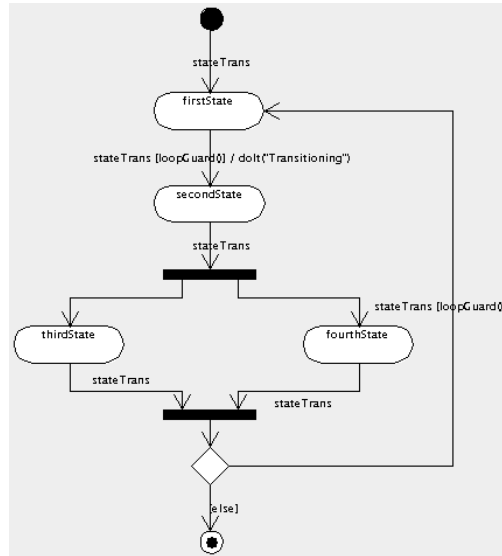 stateTrans
firstState
stateTrans [loopGuard()] / doIt("Transitioning")
secondState
stateTrans
stateTrans [loopGuard()
thirdState
fourthState
stateTrans
stateTrans
[else]